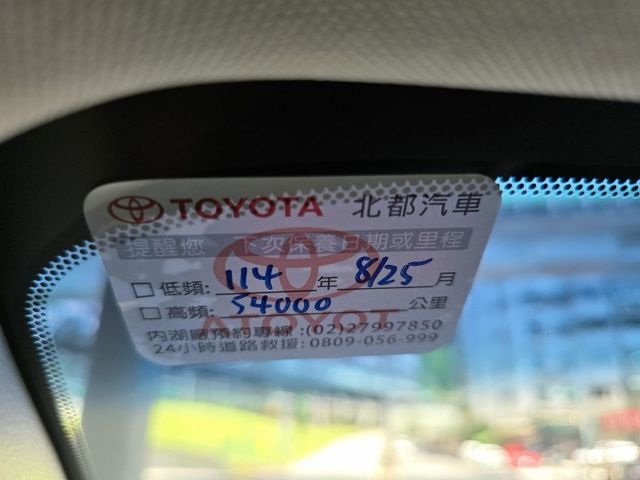 TOYOTA 北都汽車
提醒您 下次保養日期或里程
□低頻: 114 年 8/25 月
□高頻: 54000 公里
TOYOTA
內湖廠預約專線:(02)27997850
24小時道路救援:0809-056-999